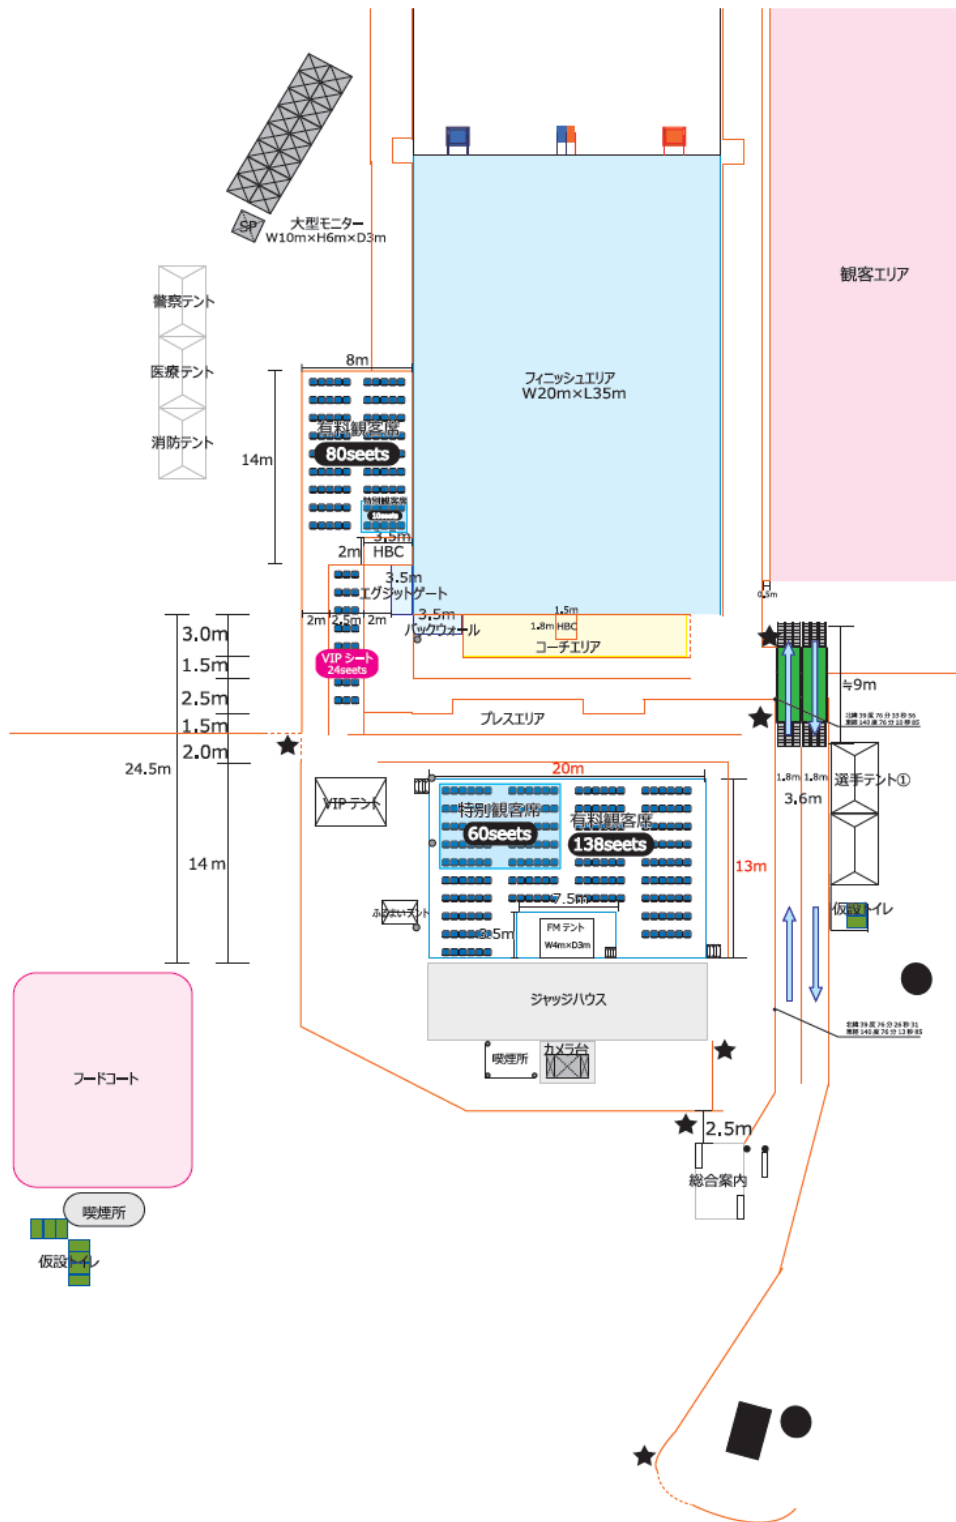 SP
大型モニター
W10m×H6m×D3m
観客エリア
警察テント
医療テント
消防テント
8m
フィニッシュエリア
W20m×L35m
有料観客席
80seets
14m
特別観客席
10seets
3.5m
2m
HBC
3.5m
エグジットゲート
0.5m
2m
2.5m
2m
3.5m
バックウォール
1.5m
1.8m
HBC
コーチエリア
3.0m
1.5m
2.5m
1.5m
2.0m
24.5m
14m
VIP シート
24seets
プレスエリア
≒9m
1.8m
1.8m
3.6m
選手テント①
VIP テント
20m
特別観客席
60seets
有料観客席
138seets
13m
7.5m
3.5m
FM テント
W4m×D3m
仮設トイレ
ジャッジハウス
喫煙所
カメラ台
フードコート
2.5m
総合案内
喫煙所
仮設トイレ